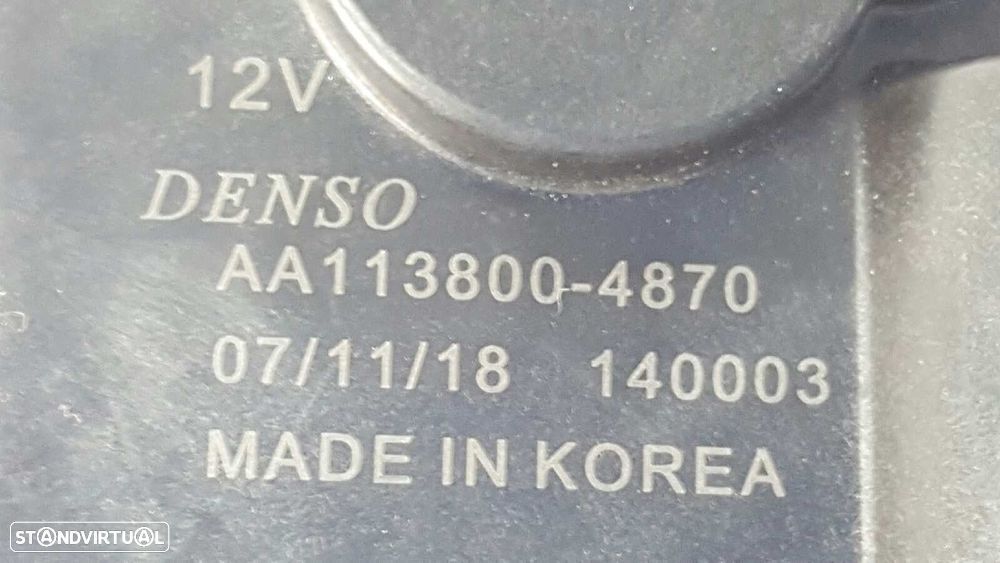 12V
DENSO
AA113800-4870
07/11/18 140003
MADE IN KOREA
STANDVIRTUAL